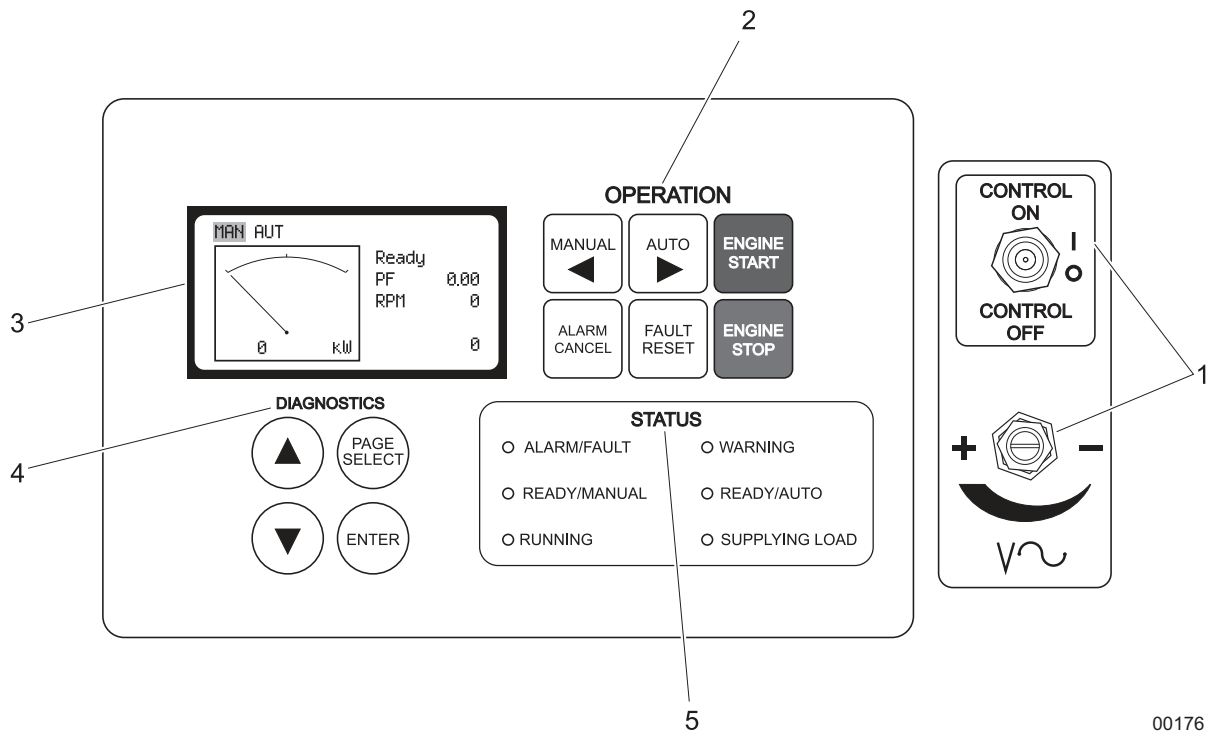 2
OPERATION
MANUAL
AUTO
ENGINE
START
ALARM
CANCEL
FAULT
RESET
ENGINE
STOP
3
MAN AUT
Ready
PF 0.00
RPM 0
0 kW
0
4
DIAGNOSTICS
PAGE
SELECT
ENTER
STATUS
ALARM/FAULT
WARNING
READY/MANUAL
READY/AUTO
RUNNING
SUPPLYING LOAD
5
CONTROL
ON
I
O
CONTROL
OFF
1
+ −
V
00176